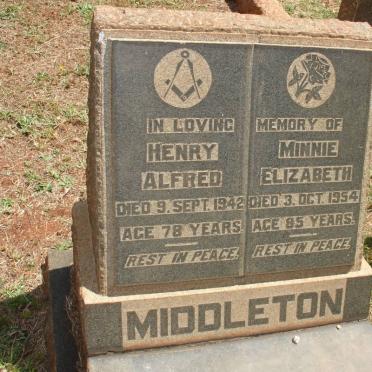 IN LOVING MEMORY OF
HENRY
ALFRED
DIED 9. SEPT. 1942
AGE 78 YEARS.
REST IN PEACE.
MINNIE
ELIZABETH
DIED 3. OCT. 1954
AGE 85 YEARS.
REST IN PEACE.
MIDDLETON